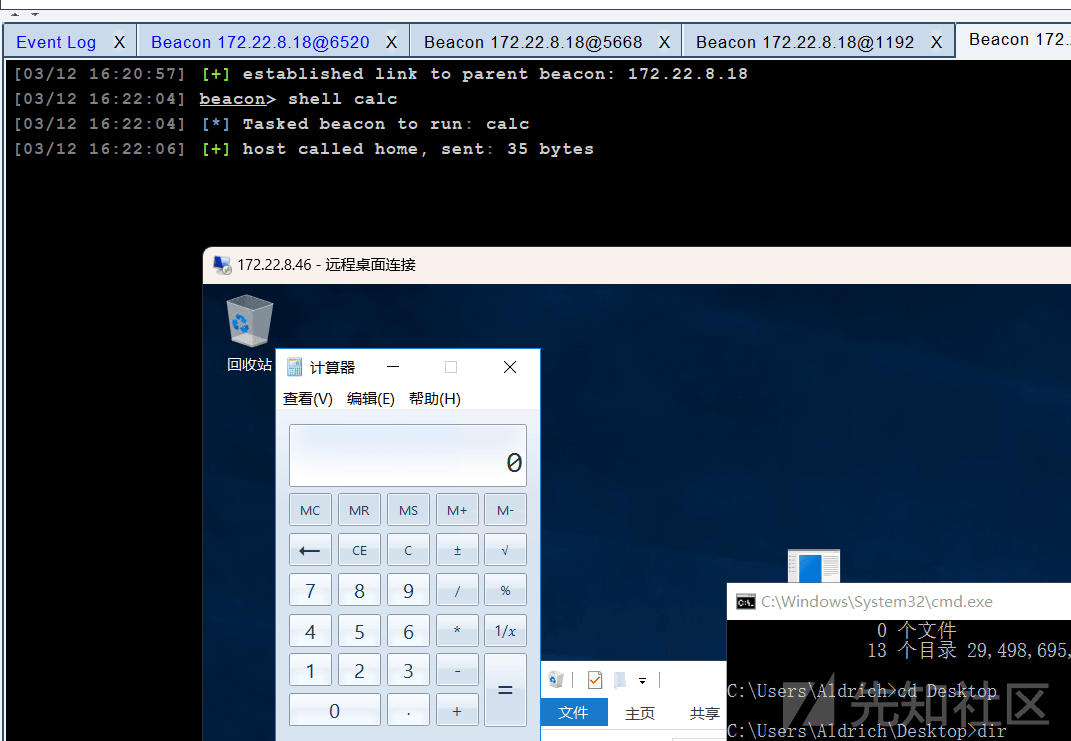 Event Log X Beacon 172.22.8.18@6520 X Beacon 172.22.8.18@5668 X Beacon 172.22.8.18@1192 X Beacon 172.
[03/12 16:20:57] [+] established link to parent beacon: 172.22.8.18
[03/12 16:22:04] beacon> shell calc
[03/12 16:22:04] [*] Tasked beacon to run: calc
[03/12 16:22:06] [+] host called home, sent: 35 bytes
172.22.8.46 - 远程桌面连接
回收站
计算器
查看(V) 编辑(E) 帮助(H)
0
MC MR MS M+ M-
← CE C ± √
7 8 9 / %
4 5 6 * 1/x
1 2 3 - =
0 . +
文件 主页 共享
C:\Windows\System32\cmd.exe
0 个文件
13 个目录 29,498,695,
C:\Users\Aldrich>cd Desktop
C:\Users\Aldrich\Desktop>dir
先知社区